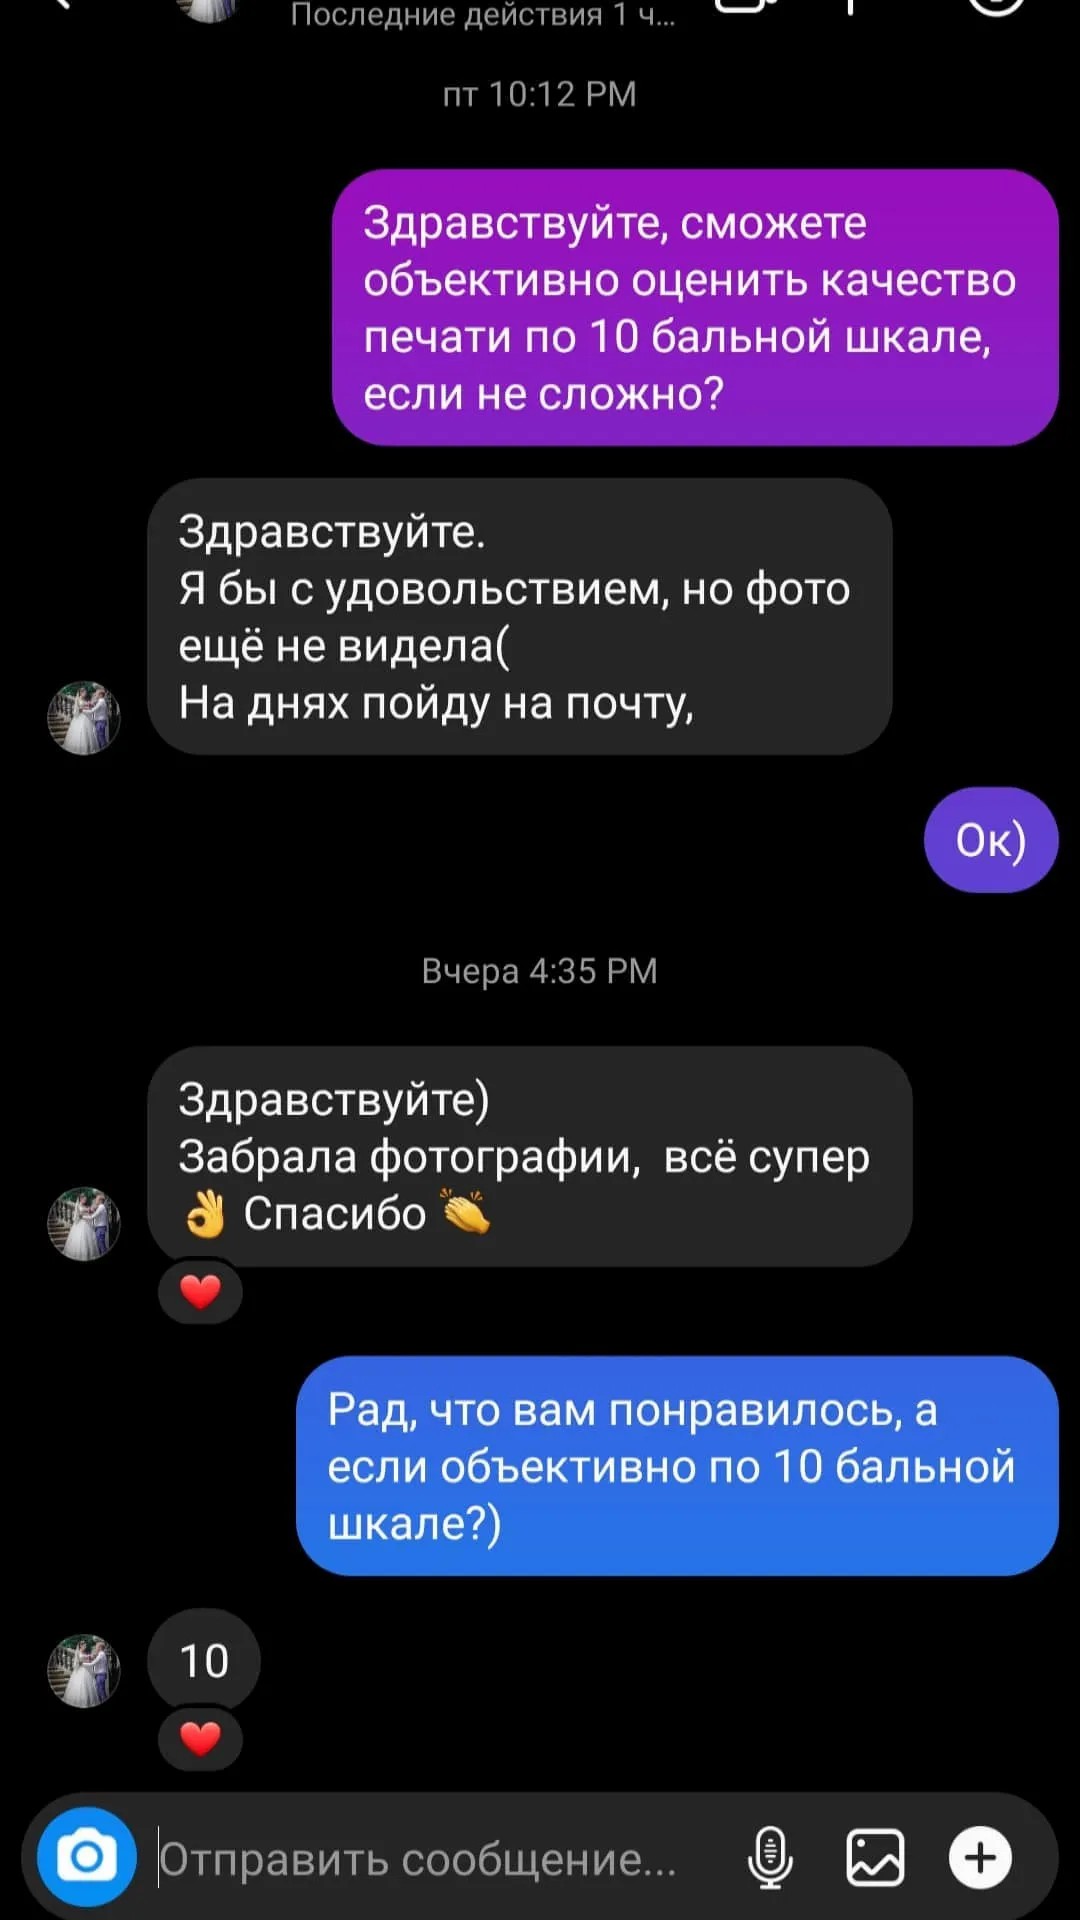 Последние действия 1 ч...
пт 10:12 PM
Здравствуйте, сможете
объективно оценить качество
печати по 10 бальной шкале,
если не сложно?
Здравствуйте.
Я бы с удовольствием, но фото
ещё не видела(
На днях пойду на почту,
Ок)
Вчера 4:35 PM
Здравствуйте)
Забрала фотографии,  всё супер
👌 Спасибо 👏
❤️
Рад, что вам понравилось, а
если объективно по 10 бальной
шкале?)
10
❤️
Отправить сообщение...